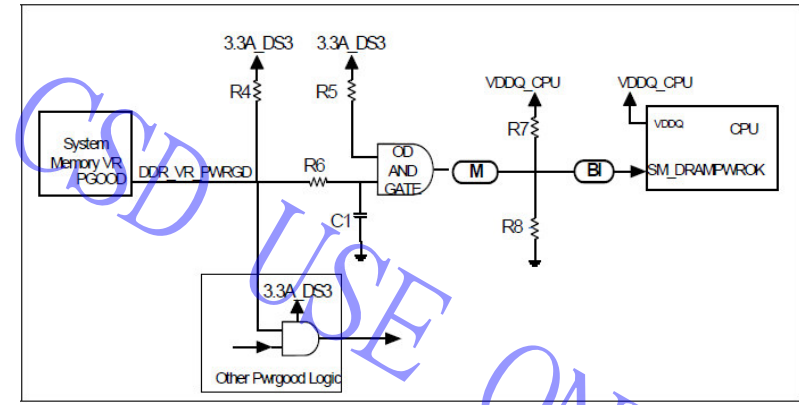 3.3A_DS3
3.3A_DS3
R4
R5
VDDQ_CPU
VDDQ_CPU
R7
VDDQ
CPU
System
Memory VR
PGOOD
DDR_VR_PWRGD
R6
OD
AND
GATE
M
BI
SM_DRAMPWROK
C1
R8
3.3A_DS3
Other Pwrgood Logic
CSD USE ON